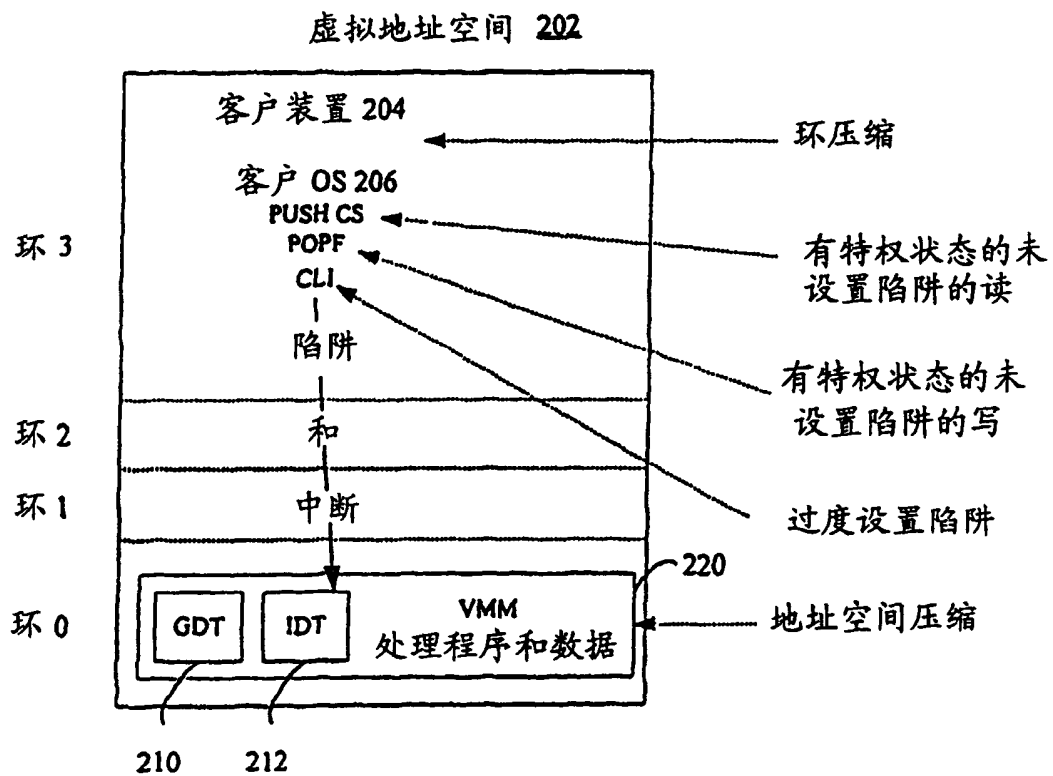 虚拟地址空间 202
客户装置 204
环压缩
客户 OS 206
PUSH CS
环 3
POPF
有特权状态的未
设置陷阱的读
CLI
陷阱
有特权状态的未
设置陷阱的写
环 2
和
环 1
中断
过度设置陷阱
220
环 0
GDT
IDT
VMM
处理程序和数据
地址空间压缩
210
212